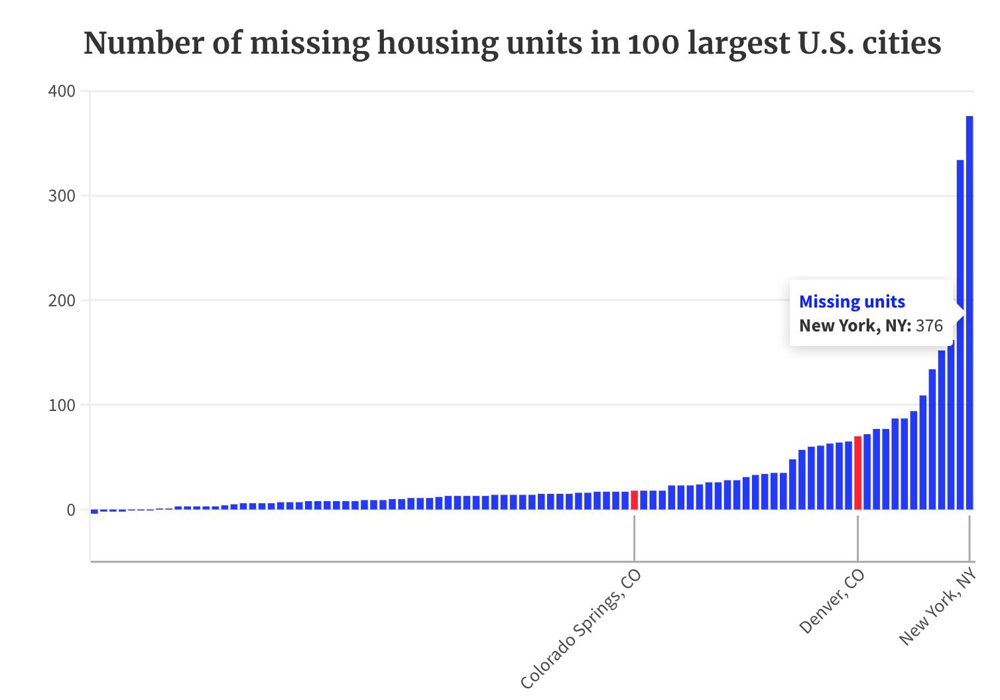 Number of missing housing units in 100 largest U.S. cities
400
300
200
100
0
Missing units
New York, NY: 376
Colorado Springs, CO
Denver, CO
New York, NY